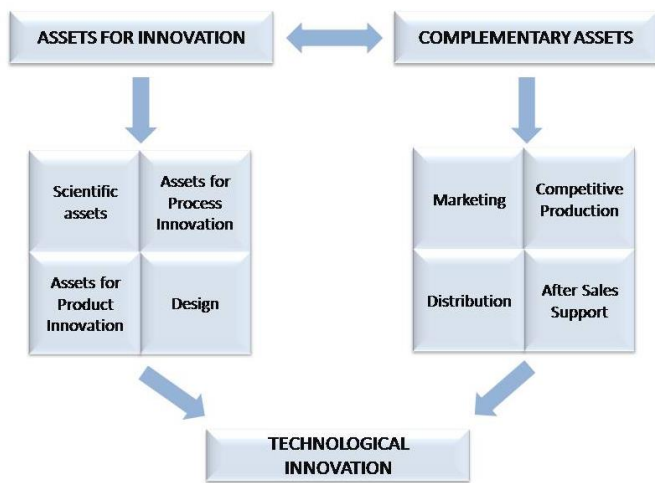 ASSETS FOR INNOVATION
COMPLEMENTARY ASSETS
Scientific
assets
Assets for
Process
Innovation
Assets for
Product
Innovation
Design
Marketing
Competitive
Production
Distribution
After Sales
Support
TECHNOLOGICAL
INNOVATION